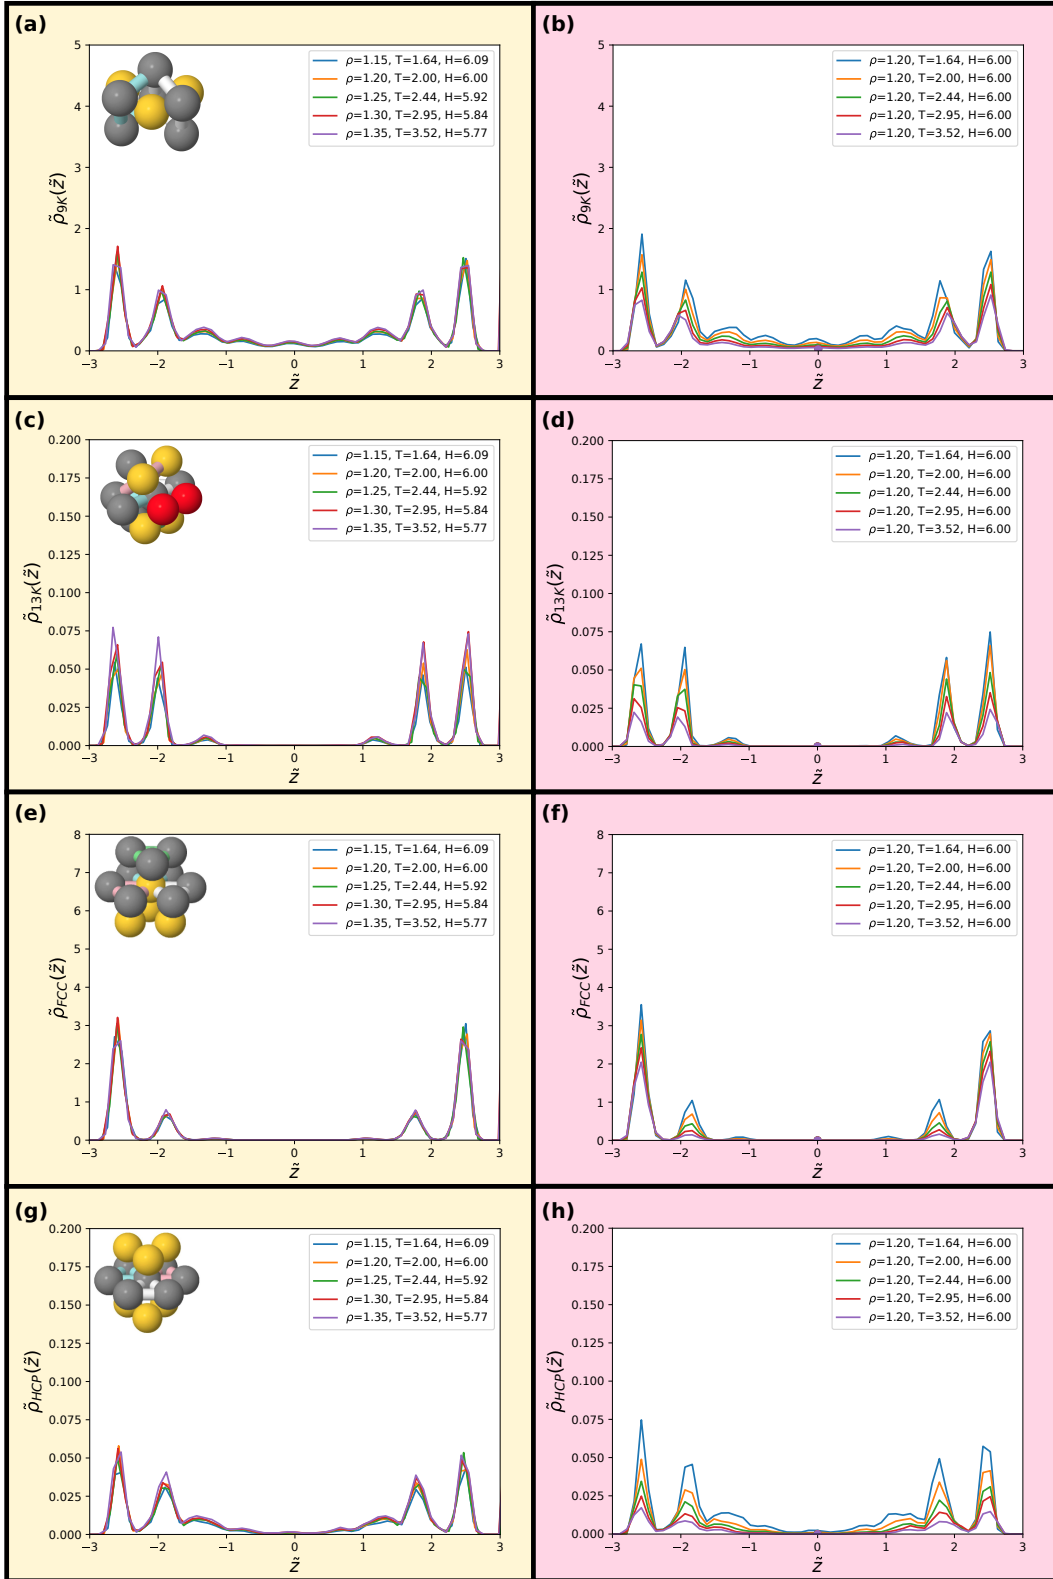 (a)
5
4
3
2
1
0
ρ̃9K(z̃)
ρ=1.15, T=1.64, H=6.09
ρ=1.20, T=2.00, H=6.00
ρ=1.25, T=2.44, H=5.92
ρ=1.30, T=2.95, H=5.84
ρ=1.35, T=3.52, H=5.77
−3 −2 −1 0 1 2 3
z̃
(b)
5
4
3
2
1
0
ρ̃9K(z̃)
ρ=1.20, T=1.64, H=6.00
ρ=1.20, T=2.00, H=6.00
ρ=1.20, T=2.44, H=6.00
ρ=1.20, T=2.95, H=6.00
ρ=1.20, T=3.52, H=6.00
−3 −2 −1 0 1 2 3
z̃
(c)
0.200
0.175
0.150
0.125
0.100
0.075
0.050
0.025
0.000
ρ̃13K(z̃)
ρ=1.15, T=1.64, H=6.09
ρ=1.20, T=2.00, H=6.00
ρ=1.25, T=2.44, H=5.92
ρ=1.30, T=2.95, H=5.84
ρ=1.35, T=3.52, H=5.77
−3 −2 −1 0 1 2 3
z̃
(d)
0.200
0.175
0.150
0.125
0.100
0.075
0.050
0.025
0.000
ρ̃13K(z̃)
ρ=1.20, T=1.64, H=6.00
ρ=1.20, T=2.00, H=6.00
ρ=1.20, T=2.44, H=6.00
ρ=1.20, T=2.95, H=6.00
ρ=1.20, T=3.52, H=6.00
−3 −2 −1 0 1 2 3
z̃
(e)
8
7
6
5
4
3
2
1
0
ρ̃FCC(z̃)
ρ=1.15, T=1.64, H=6.09
ρ=1.20, T=2.00, H=6.00
ρ=1.25, T=2.44, H=5.92
ρ=1.30, T=2.95, H=5.84
ρ=1.35, T=3.52, H=5.77
−3 −2 −1 0 1 2 3
z̃
(f)
8
7
6
5
4
3
2
1
0
ρ̃FCC(z̃)
ρ=1.20, T=1.64, H=6.00
ρ=1.20, T=2.00, H=6.00
ρ=1.20, T=2.44, H=6.00
ρ=1.20, T=2.95, H=6.00
ρ=1.20, T=3.52, H=6.00
−3 −2 −1 0 1 2 3
z̃
(g)
0.200
0.175
0.150
0.125
0.100
0.075
0.050
0.025
0.000
ρ̃HCP(z̃)
ρ=1.15, T=1.64, H=6.09
ρ=1.20, T=2.00, H=6.00
ρ=1.25, T=2.44, H=5.92
ρ=1.30, T=2.95, H=5.84
ρ=1.35, T=3.52, H=5.77
−3 −2 −1 0 1 2 3
z̃
(h)
0.200
0.175
0.150
0.125
0.100
0.075
0.050
0.025
0.000
ρ̃HCP(z̃)
ρ=1.20, T=1.64, H=6.00
ρ=1.20, T=2.00, H=6.00
ρ=1.20, T=2.44, H=6.00
ρ=1.20, T=2.95, H=6.00
ρ=1.20, T=3.52, H=6.00
−3 −2 −1 0 1 2 3
z̃